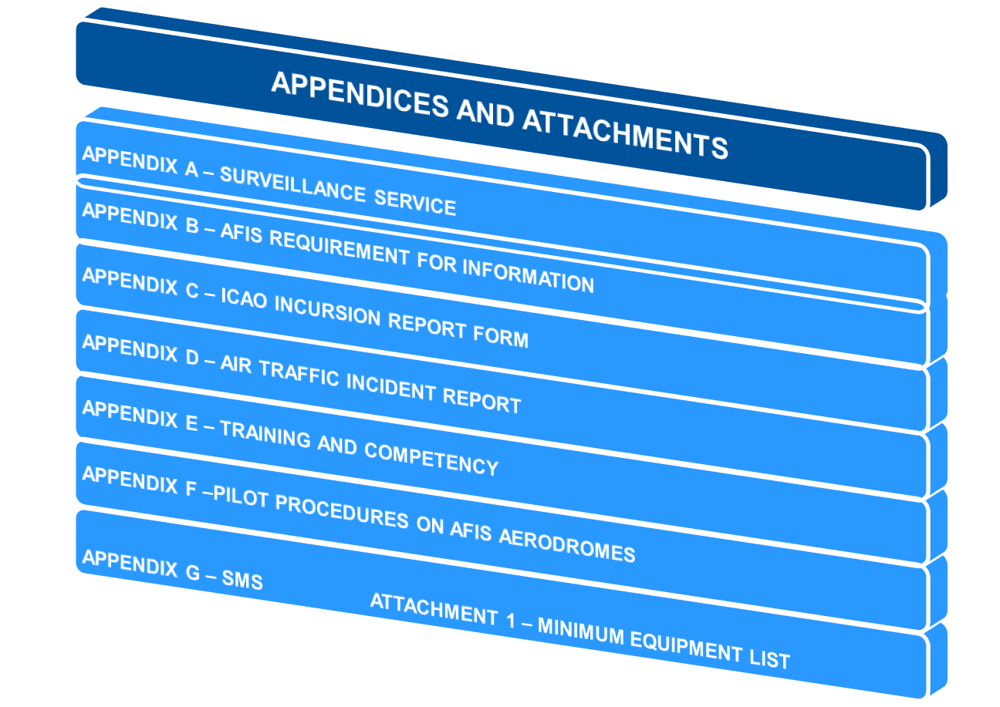 APPENDICES AND ATTACHMENTS
APPENDIX A – SURVEILLANCE SERVICE
APPENDIX B – AFIS REQUIREMENT FOR INFORMATION
APPENDIX C – ICAO INCURSION REPORT FORM
APPENDIX D – AIR TRAFFIC INCIDENT REPORT
APPENDIX E – TRAINING AND COMPETENCY
APPENDIX F –PILOT PROCEDURES ON AFIS AERODROMES
APPENDIX G – SMS ATTACHMENT 1 – MINIMUM EQUIPMENT LIST